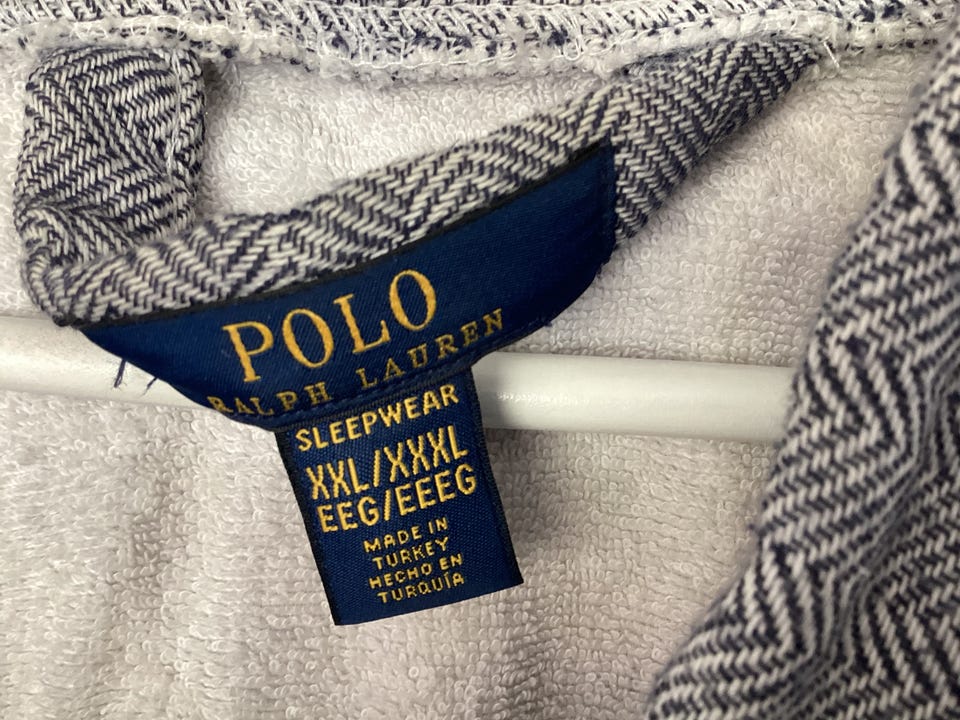 POLO
RALPH LAUREN
SLEEPWEAR
XXL/XXXL
EEG/EEEG
MADE IN
TURKEY
HECHO EN
TURQUÍA